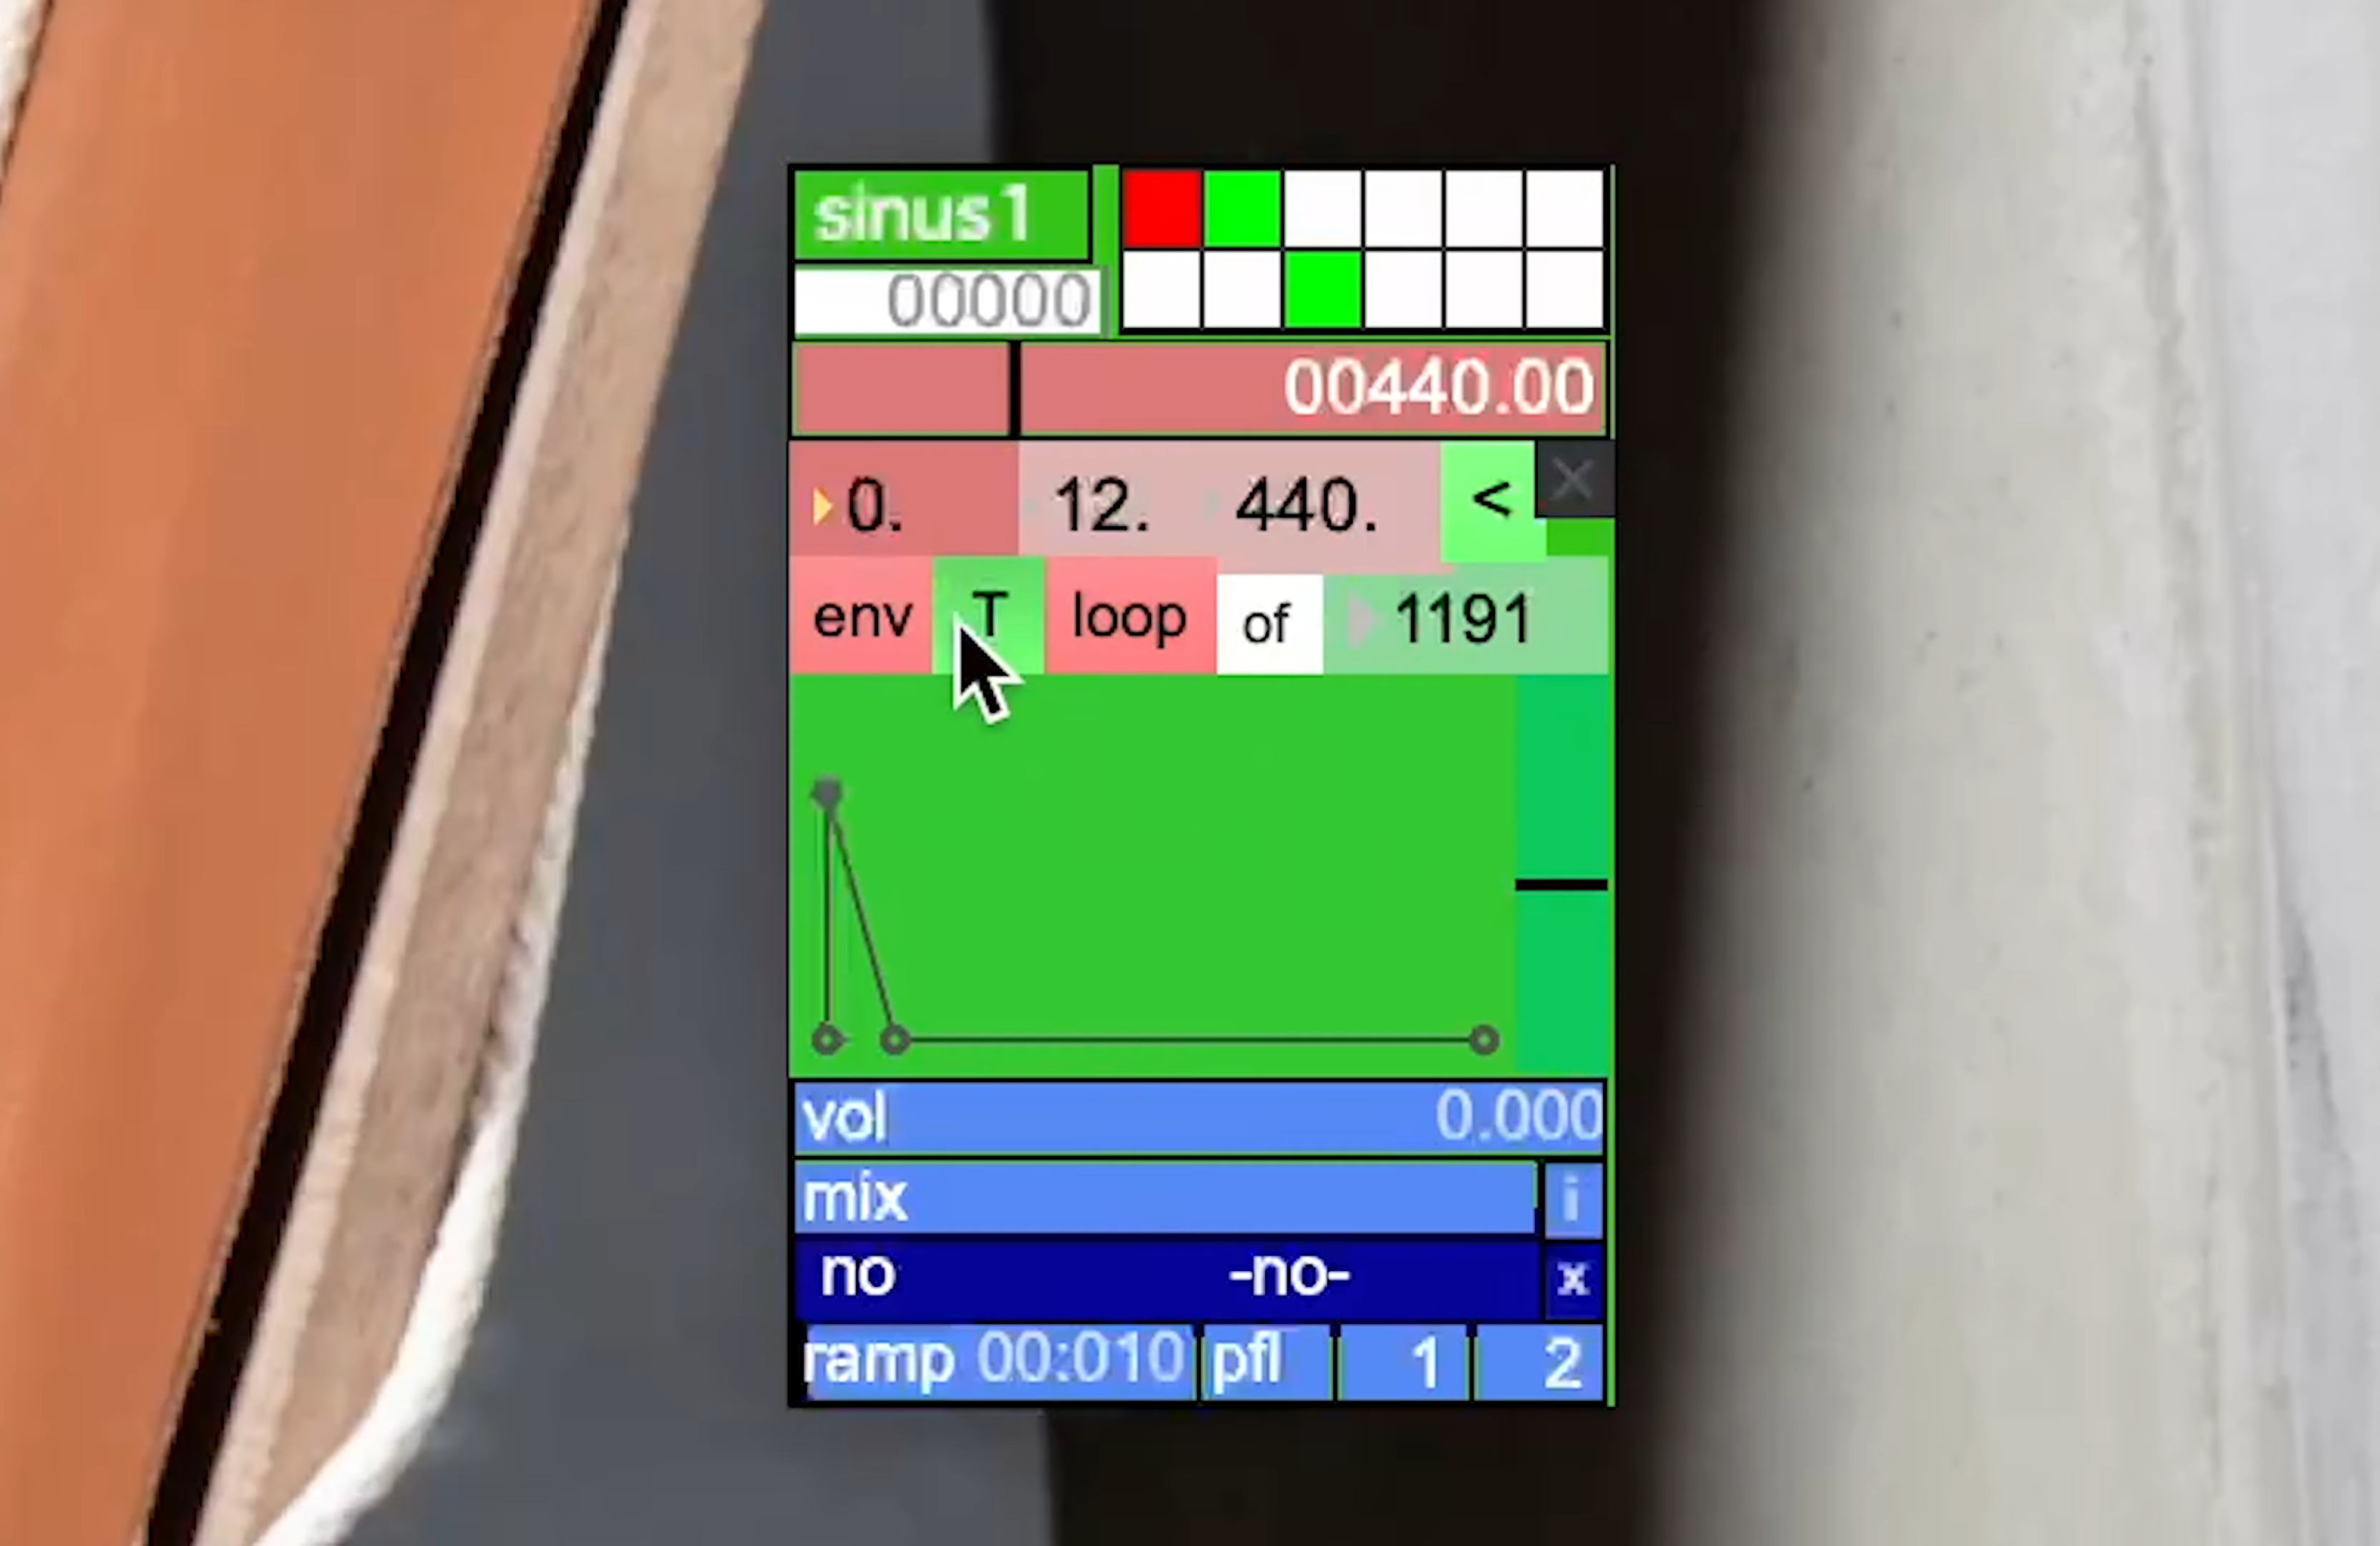 sinus1
00000
00440.00
0. 12. 440. <
env T loop of 1191
vol 0.000
mix i
no -no- x
ramp 00:010 pfl 1 2